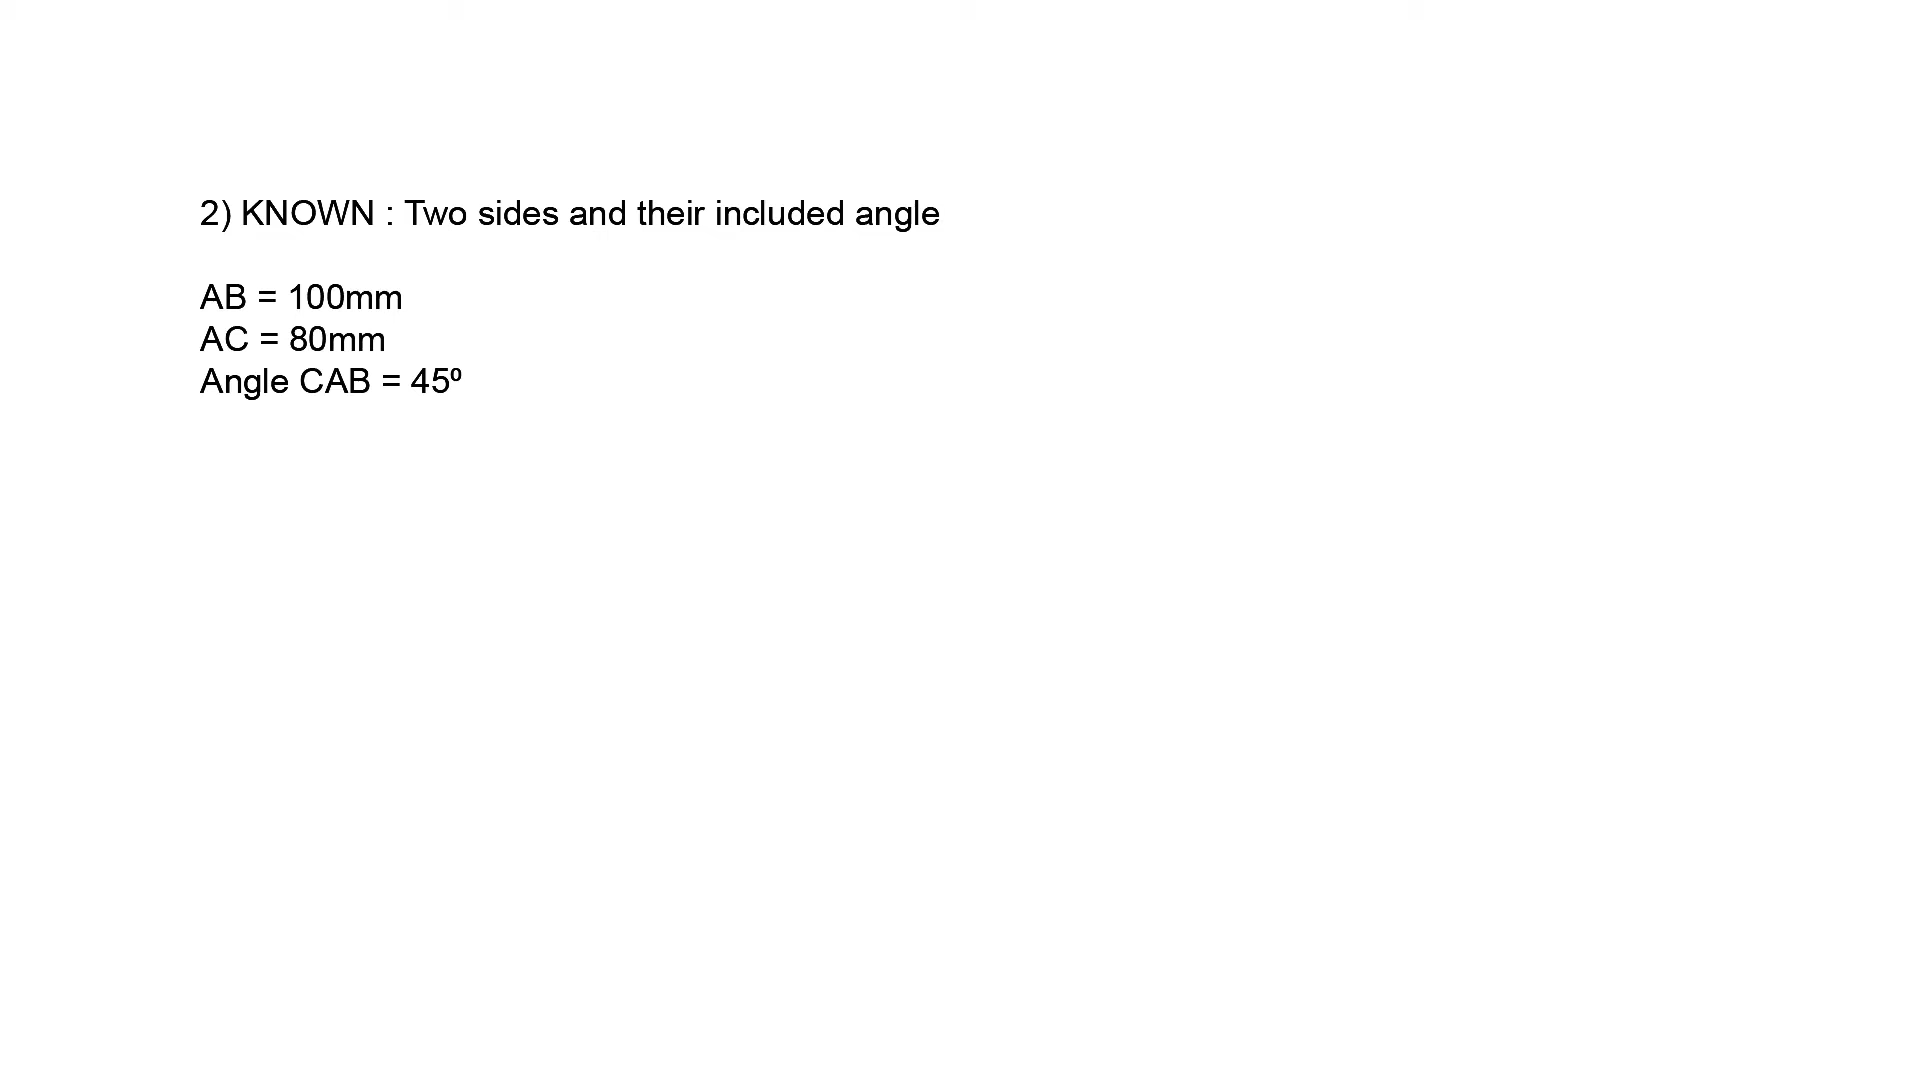 2) KNOWN : Two sides and their included angle
AB = 100mm
AC = 80mm
Angle CAB = 45º